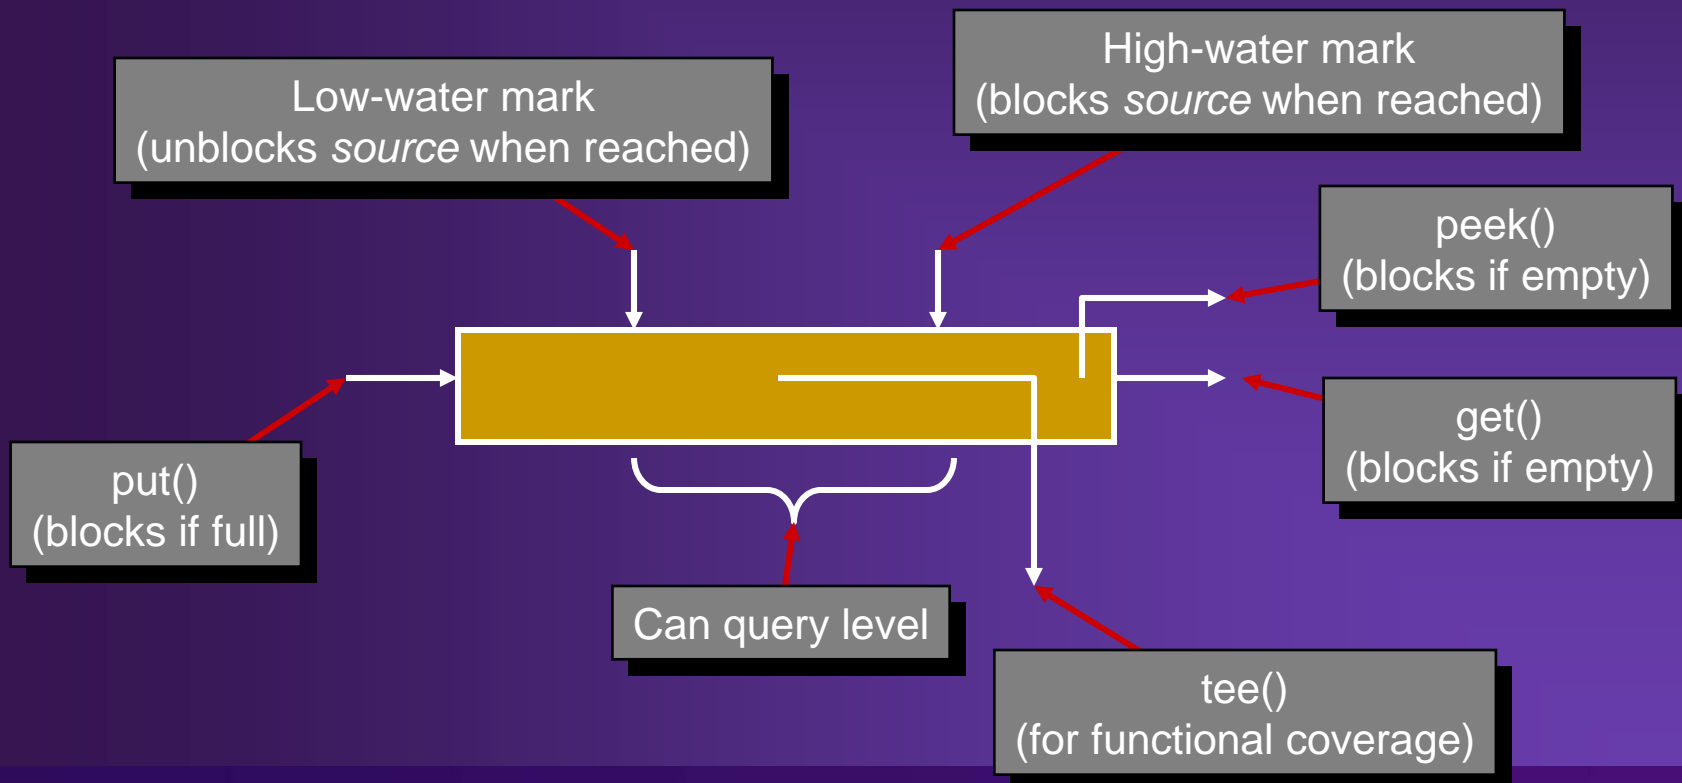 Low-water mark
(unblocks source when reached)
High-water mark
(blocks source when reached)
peek()
(blocks if empty)
get()
(blocks if empty)
put()
(blocks if full)
Can query level
tee()
(for functional coverage)